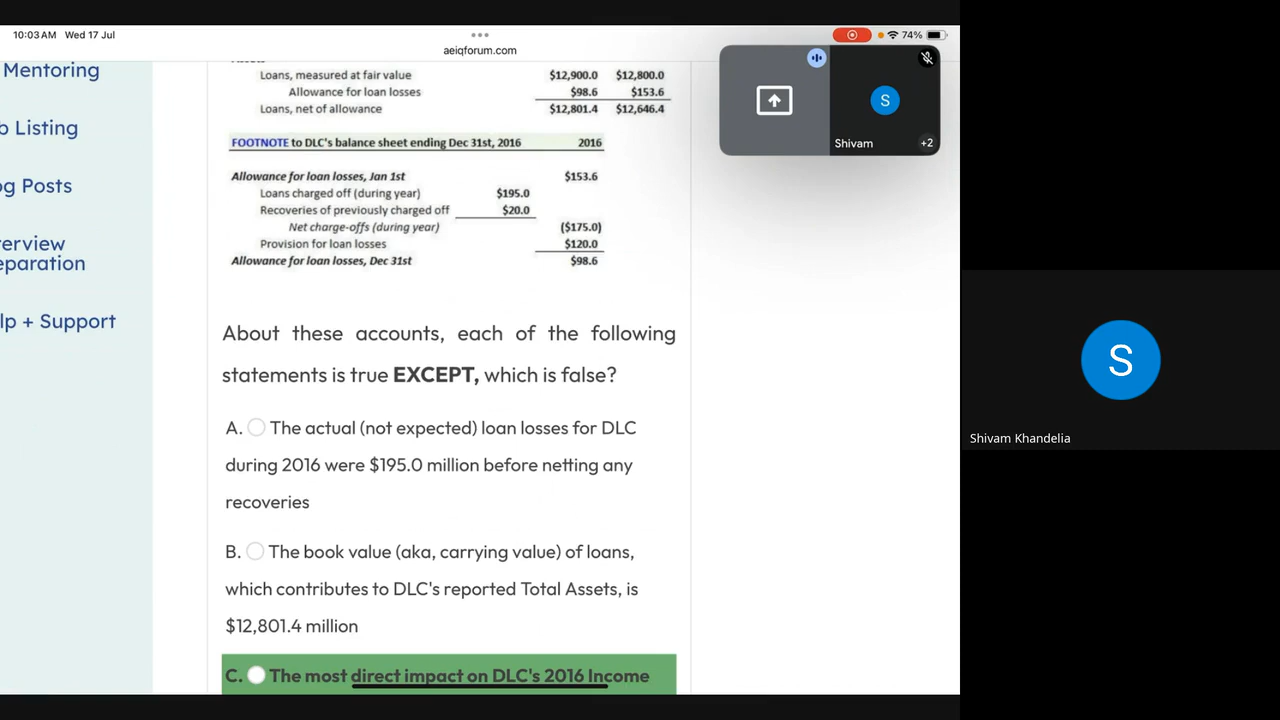 10:03 AM Wed 17 Jul
aeiqforum.com
74%
Mentoring
b Listing
og Posts
erview
eparation
lp + Support
Loans, measured at fair value $12,900.0 $12,800.0
Allowance for loan losses $98.6 $153.6
Loans, net of allowance $12,801.4 $12,646.4
FOOTNOTE to DLC's balance sheet ending Dec 31st, 2016 2016
Allowance for loan losses, Jan 1st $153.6
Loans charged off (during year) $195.0
Recoveries of previously charged off $20.0
Net charge-offs (during year) ($175.0)
Provision for loan losses $120.0
Allowance for loan losses, Dec 31st $98.6
About these accounts, each of the following
statements is true EXCEPT, which is false?
A. The actual (not expected) loan losses for DLC
during 2016 were $195.0 million before netting any
recoveries
B. The book value (aka, carrying value) of loans,
which contributes to DLC's reported Total Assets, is
$12,801.4 million
C. The most direct impact on DLC's 2016 Income
S
Shivam
+2
S
Shivam Khandelia